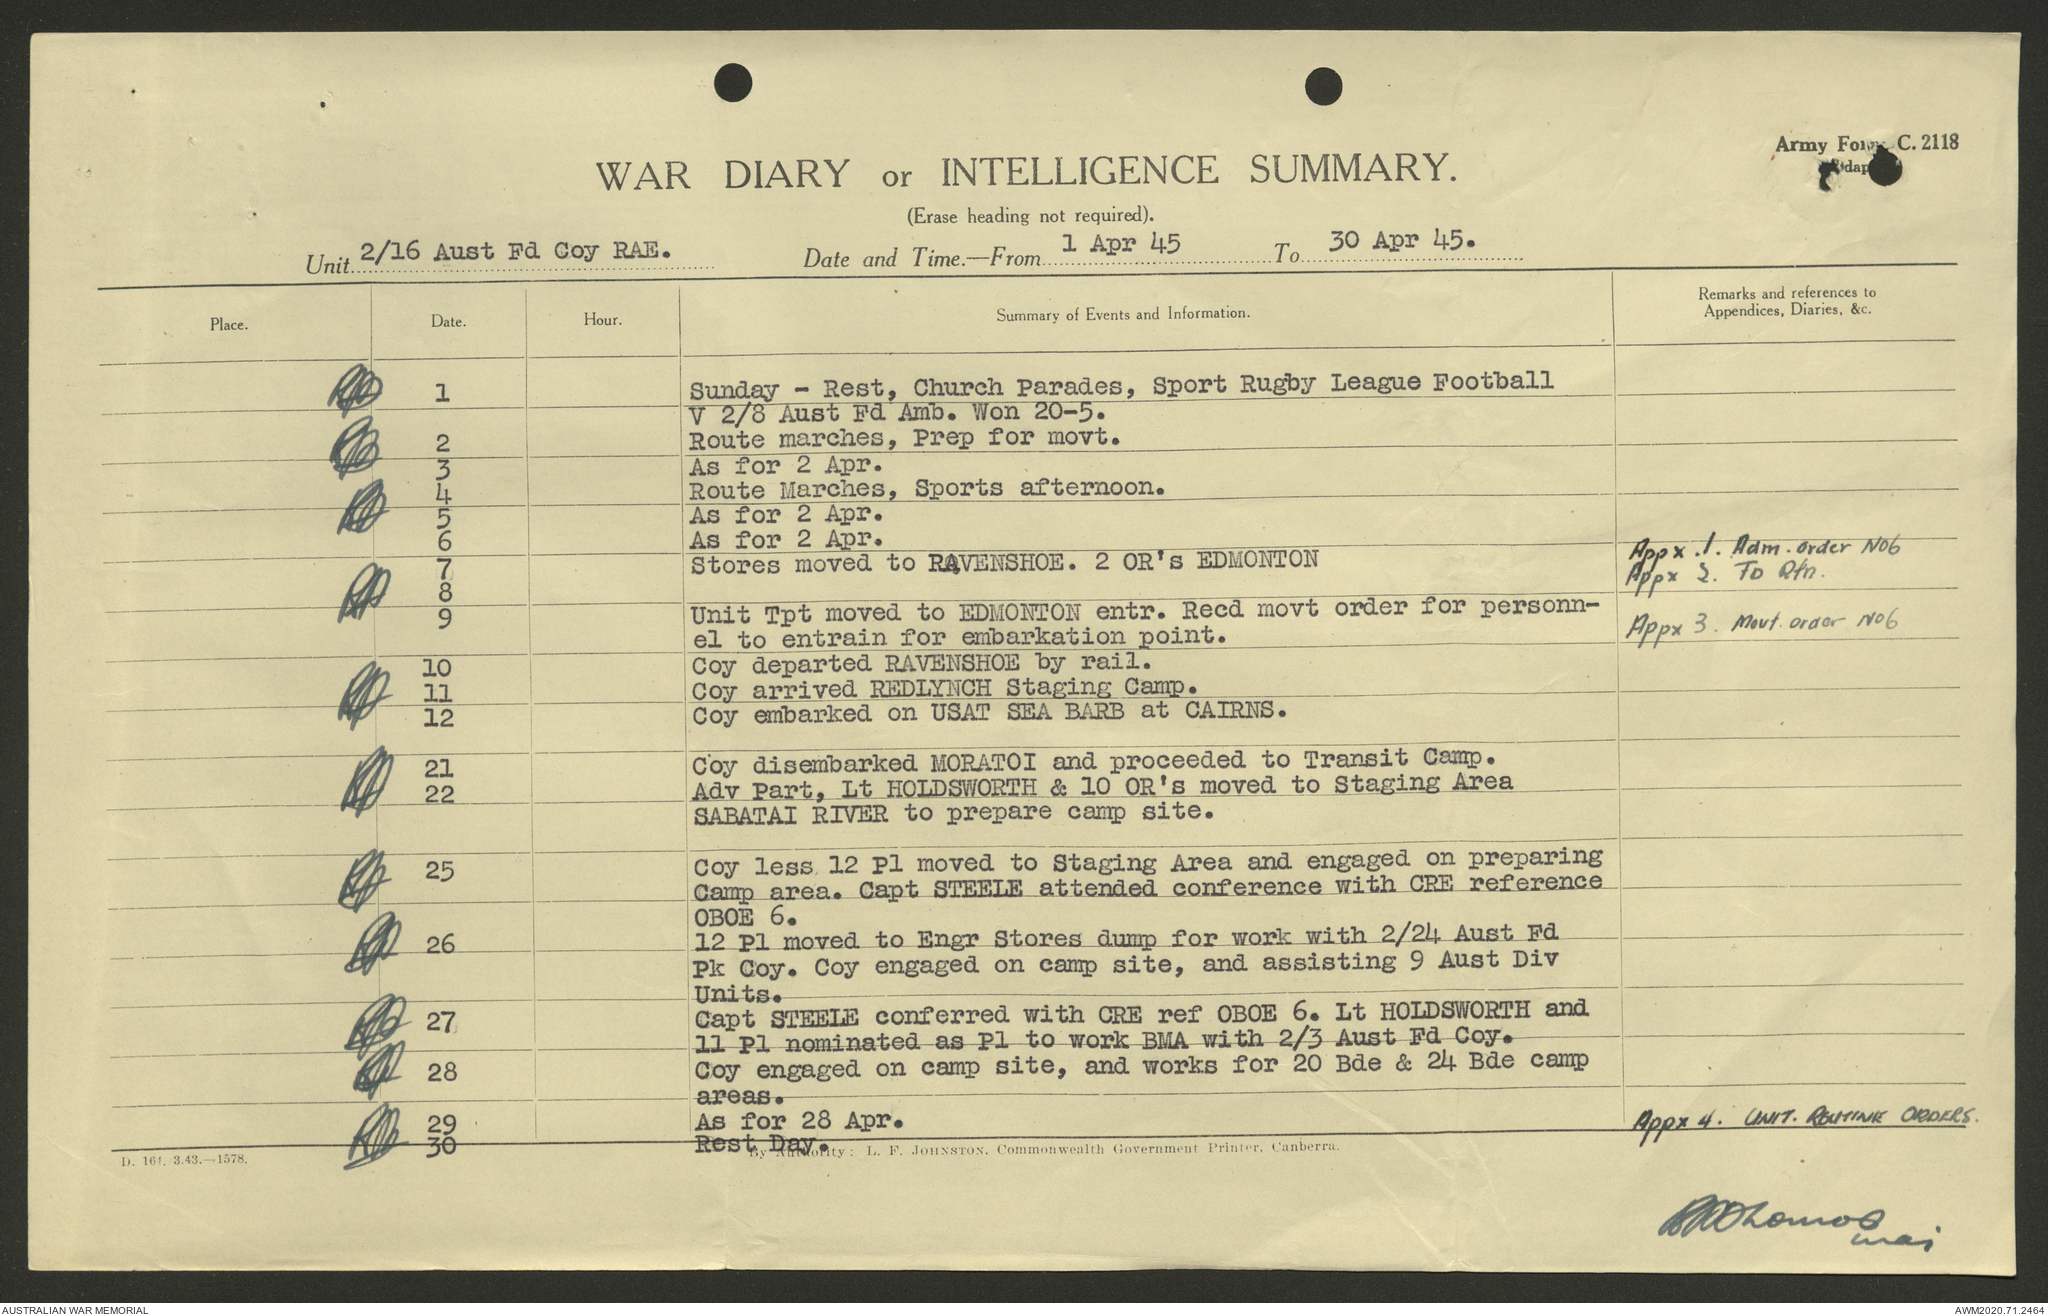 Army Form C. 2118
WAR DIARY or INTELLIGENCE SUMMARY.
(Erase heading not required).
Unit 2/16 Aust Fd Coy RAE. Date and Time.—From 1 Apr 45 To 30 Apr 45.
Place. Date. Hour. Summary of Events and Information. Remarks and references to
Appendices, Diaries, &c.
1 Sunday - Rest, Church Parades, Sport Rugby League Football
V 2/8 Aust Fd Amb. Won 20-5.
2 Route marches, Prep for movt.
3 As for 2 Apr.
4 Route Marches, Sports afternoon.
5 As for 2 Apr.
6 As for 2 Apr. Appx .1. Adm. order No6
7 Stores moved to RAVENSHOE. 2 OR's EDMONTON Appx 2. To
8
9 Unit Tpt moved to EDMONTON entr. Recd movt order for personn-
el to entrain for embarkation point. Appx 3. Movt. order No6
10 Coy departed RAVENSHOE by rail.
11 Coy arrived REDLYNCH Staging Camp.
12 Coy embarked on USAT SEA BARB at CAIRNS.
21 Coy disembarked MORATOI and proceeded to Transit Camp.
22 Adv Part, Lt HOLDSWORTH & 10 OR's moved to Staging Area
SABATAI RIVER to prepare camp site.
25 Coy less 12 Pl moved to Staging Area and engaged on preparing
Camp area. Capt STEELE attended conference with CRE reference
OBOE 6.
26 12 Pl moved to Engr Stores dump for work with 2/24 Aust Fd
Pk Coy. Coy engaged on camp site, and assisting 9 Aust Div
Units.
27 Capt STEELE conferred with CRE ref OBOE 6. Lt HOLDSWORTH and
11 Pl nominated as Pl to work BMA with 2/3 Aust Fd Coy.
28 Coy engaged on camp site, and works for 20 Bde & 24 Bde camp
areas.
29 As for 28 Apr. Appx 4. UNIT. ROUTINE ORDERS.
30 Rest Day.
D. 161. 3.43.—1578. By Authority: L. F. JOHNSTON, Commonwealth Government Printer, Canberra.
Maj
AUSTRALIAN WAR MEMORIAL AWM2020.71.2464